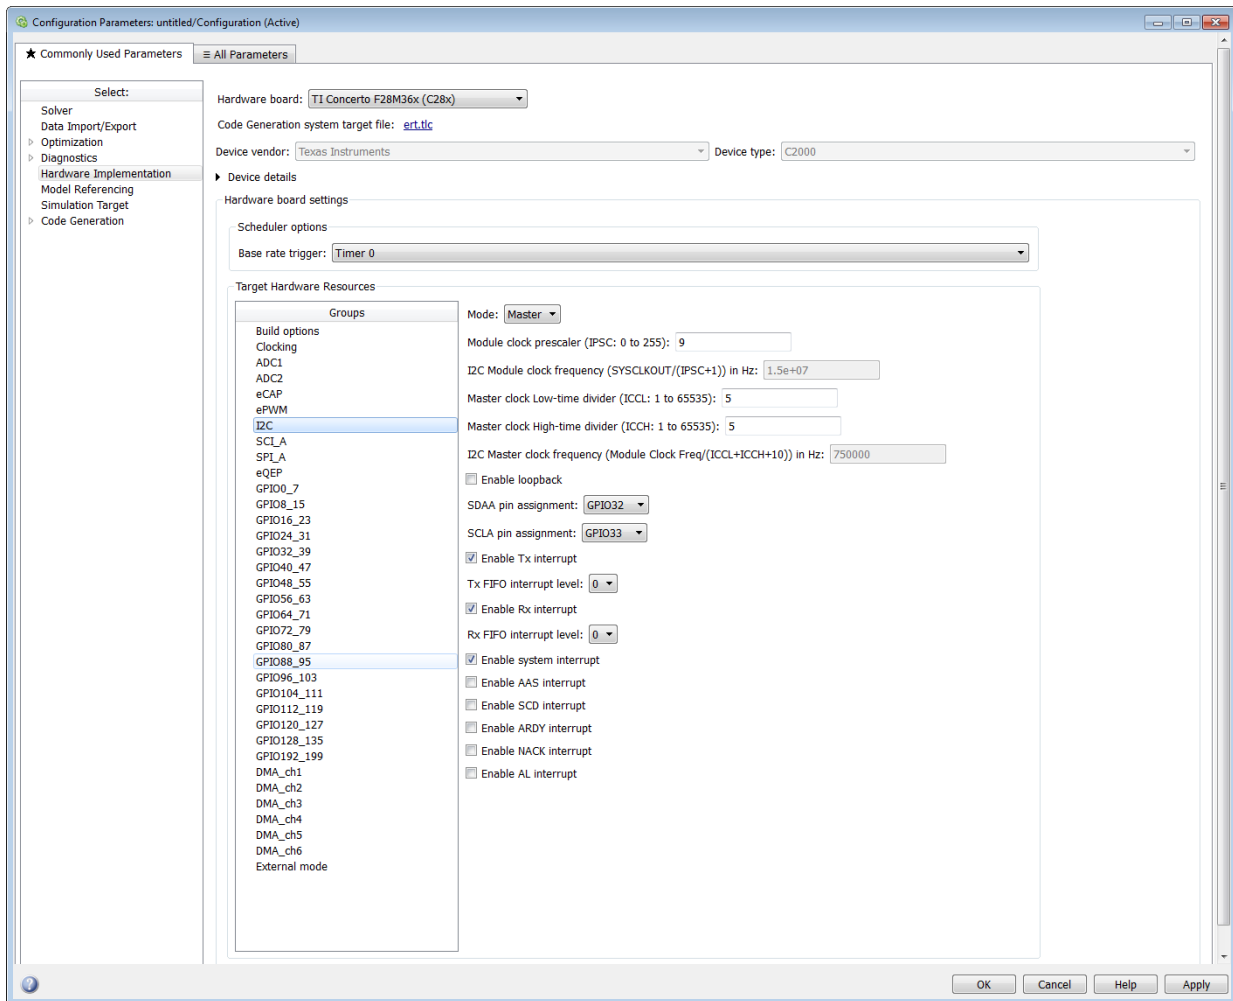 Configuration Parameters: untitled/Configuration (Active)
★ Commonly Used Parameters
≡ All Parameters
Select:
Solver
Data Import/Export
Optimization
Diagnostics
Hardware Implementation
Model Referencing
Simulation Target
Code Generation
Hardware board: TI Concerto F28M36x (C28x)
Code Generation system target file: ert.tlc
Device vendor: Texas Instruments
Device type: C2000
Device details
Hardware board settings
Scheduler options
Base rate trigger: Timer 0
Target Hardware Resources
Groups
Build options
Clocking
ADC1
ADC2
eCAP
ePWM
I2C
SCI_A
SPI_A
eQEP
GPIO0_7
GPIO8_15
GPIO16_23
GPIO24_31
GPIO32_39
GPIO40_47
GPIO48_55
GPIO56_63
GPIO64_71
GPIO72_79
GPIO80_87
GPIO88_95
GPIO96_103
GPIO104_111
GPIO112_119
GPIO120_127
GPIO128_135
GPIO192_199
DMA_ch1
DMA_ch2
DMA_ch3
DMA_ch4
DMA_ch5
DMA_ch6
External mode
Mode: Master
Module clock prescaler (IPSC: 0 to 255): 9
I2C Module clock frequency (SYSCLKOUT/(IPSC+1)) in Hz: 1.5e+07
Master clock Low-time divider (ICCL: 1 to 65535): 5
Master clock High-time divider (ICCH: 1 to 65535): 5
I2C Master clock frequency (Module Clock Freq/(ICCL+ICCH+10)) in Hz: 750000
Enable loopback
SDAA pin assignment: GPIO32
SCLA pin assignment: GPIO33
Enable Tx interrupt
Tx FIFO interrupt level: 0
Enable Rx interrupt
Rx FIFO interrupt level: 0
Enable system interrupt
Enable AAS interrupt
Enable SCD interrupt
Enable ARDY interrupt
Enable NACK interrupt
Enable AL interrupt
OK
Cancel
Help
Apply